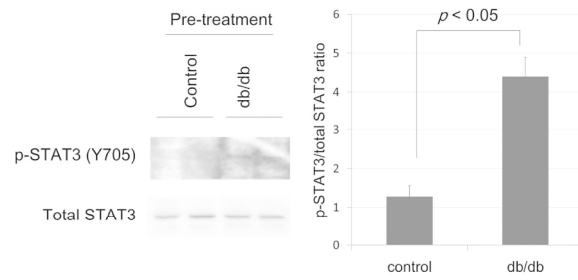 Pre-treatment
Control
db/db
p-STAT3 (Y705)
Total STAT3
p < 0.05
p-STAT3/total STAT3 ratio
6
5
4
3
2
1
0
control
db/db